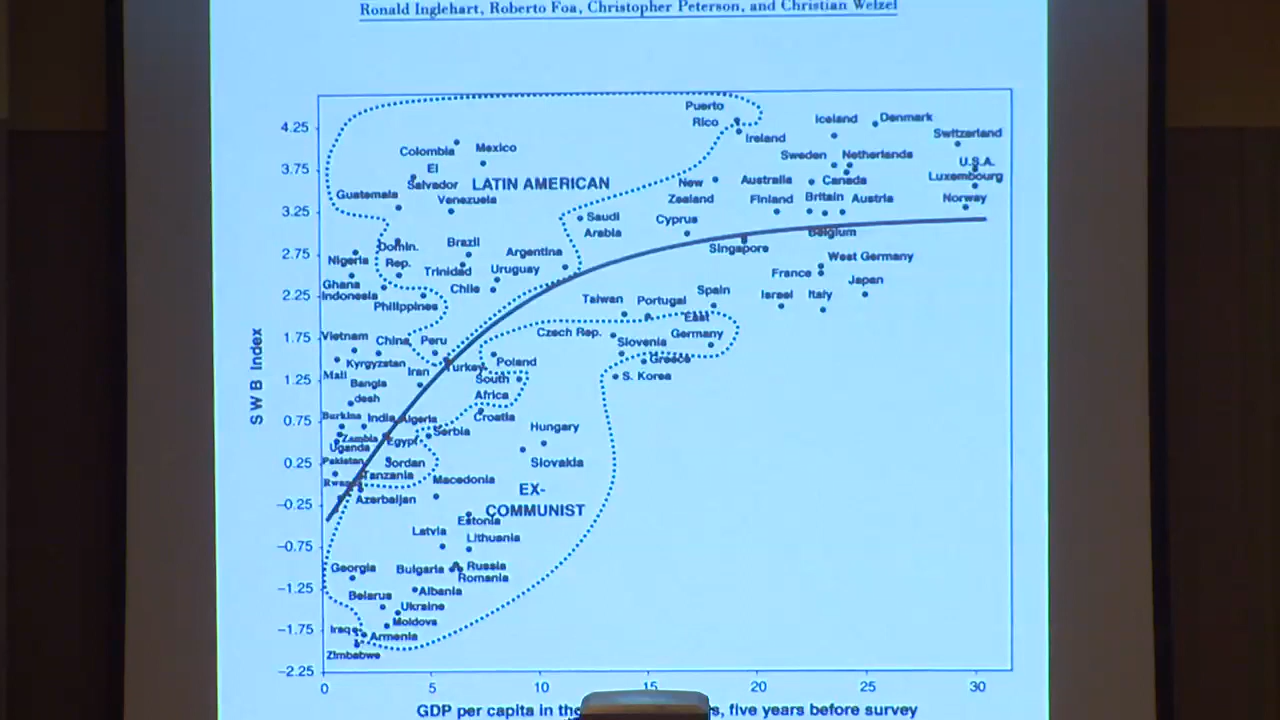 Ronald Inglehart, Roberto Foa, Christopher Peterson, and Christian Welzel
Puerto
Rico
Iceland
Denmark
4.25
Ireland
Switzerland
Colombia
Mexico
Sweden
Netherlands
U.S.A.
3.75
El
Salvador
LATIN AMERICAN
New
Zealand
Australia
Canada
Luxembourg
Guatemala
Venezuela
Finland
Britain
Austria
Norway
3.25
Saudi
Arabia
Cyprus
Belgium
Domin.
Rep.
Brazil
Argentina
Singapore
2.75
Nigeria
Trinidad
Uruguay
West Germany
Ghana
Chile
France
Japan
2.25
Indonesia
Philippines
Taiwan
Portugal
Spain
Israel
Italy
East
Germany
1.75
Vietnam
China
Peru
Czech Rep.
Slovenia
Kyrgyzstan
Turkey
Poland
Greece
Mali
Iran
South
Africa
S. Korea
1.25
Bangla
desh
SWB Index
Burkina
India
Algeria
Croatia
0.75
Zambia
Egypt
Serbia
Hungary
Uganda
Pakistan
Jordan
Slovakia
0.25
Tanzania
Macedonia
EX-
COMMUNIST
Azerbaijan
−0.25
Estonia
Latvia
Lithuania
−0.75
Georgia
Bulgaria
Russia
Romania
−1.25
Belarus
Albania
Ukraine
Moldova
−1.75
Iraq
Armenia
Zimbabwe
−2.25
0 5 10 15 20 25 30
GDP per capita in the s, five years before survey